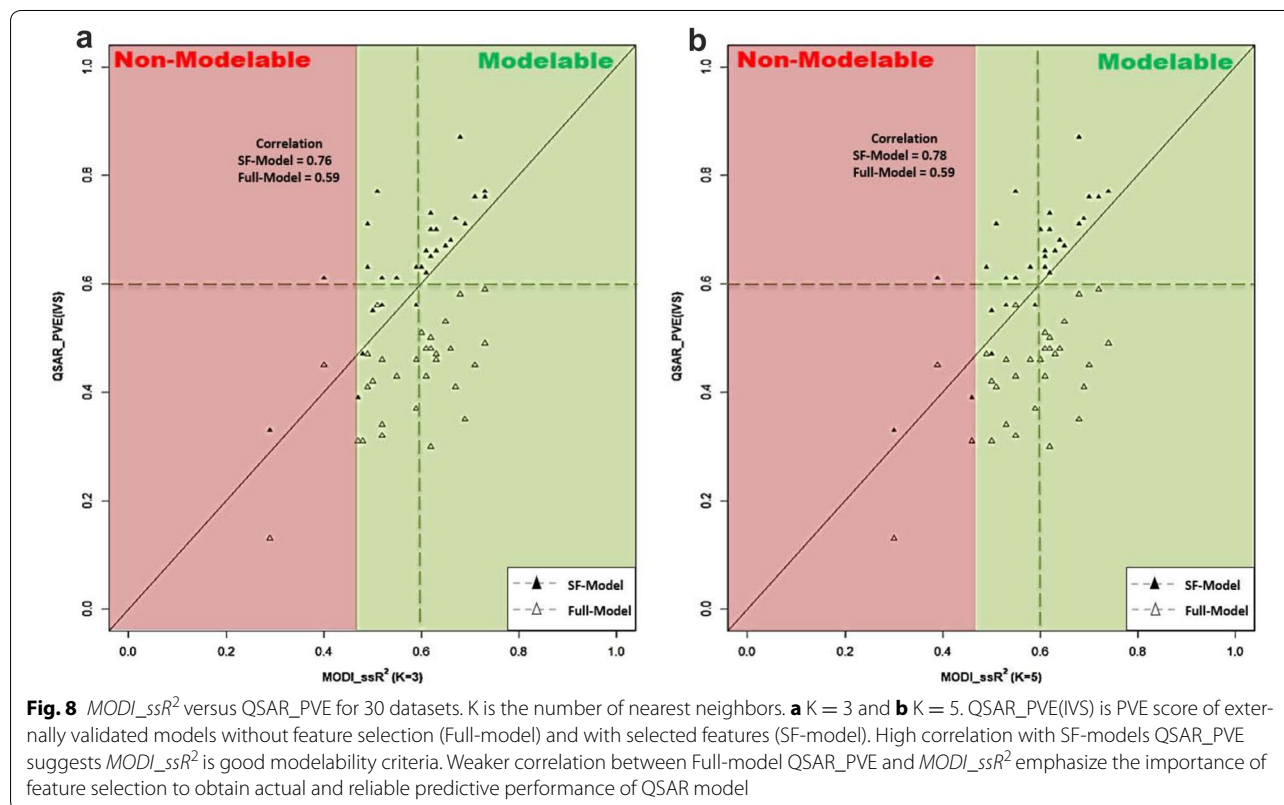 a
Non-Modelable
Modelable
Correlation
SF-Model = 0.76
Full-Model = 0.59
QSAR_PVE(IVS)
1.0
0.8
0.6
0.4
0.2
0.0
0.0 0.2 0.4 0.6 0.8 1.0
MODI_ssR² (K=3)
SF-Model
Full-Model
b
Non-Modelable
Modelable
Correlation
SF-Model = 0.78
Full-Model = 0.59
QSAR_PVE(IVS)
1.0
0.8
0.6
0.4
0.2
0.0
0.0 0.2 0.4 0.6 0.8 1.0
MODI_ssR² (K=5)
SF-Model
Full-Model
Fig. 8 MODI_ssR² versus QSAR_PVE for 30 datasets. K is the number of nearest neighbors. a K = 3 and b K = 5. QSAR_PVE(IVS) is PVE score of exter-
nally validated models without feature selection (Full-model) and with selected features (SF-model). High correlation with SF-models QSAR_PVE
suggests MODI_ssR² is good modelability criteria. Weaker correlation between Full-model QSAR_PVE and MODI_ssR² emphasize the importance of
feature selection to obtain actual and reliable predictive performance of QSAR model